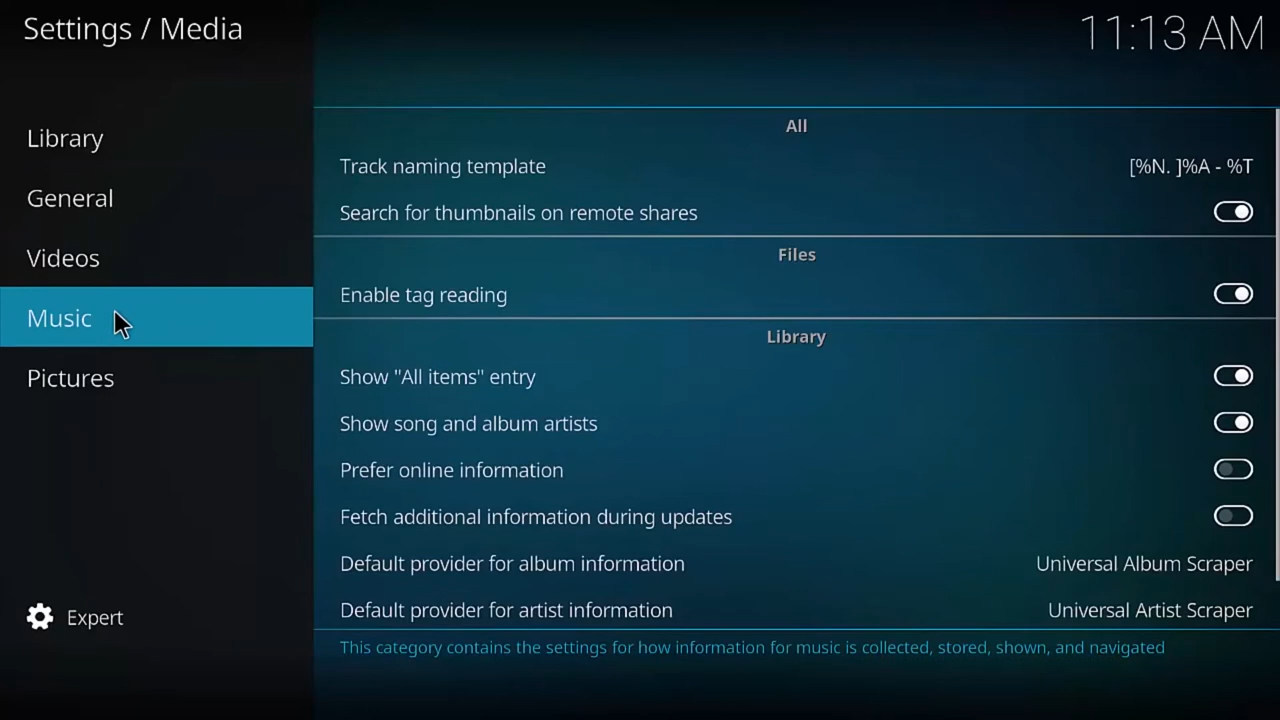 Settings / Media
11:13 AM
Library
General
Videos
Music
Pictures
Expert
All
Track naming template [%N. ]%A - %T
Search for thumbnails on remote shares
Files
Enable tag reading
Library
Show "All items" entry
Show song and album artists
Prefer online information
Fetch additional information during updates
Default provider for album information Universal Album Scraper
Default provider for artist information Universal Artist Scraper
This category contains the settings for how information for music is collected, stored, shown, and navigated